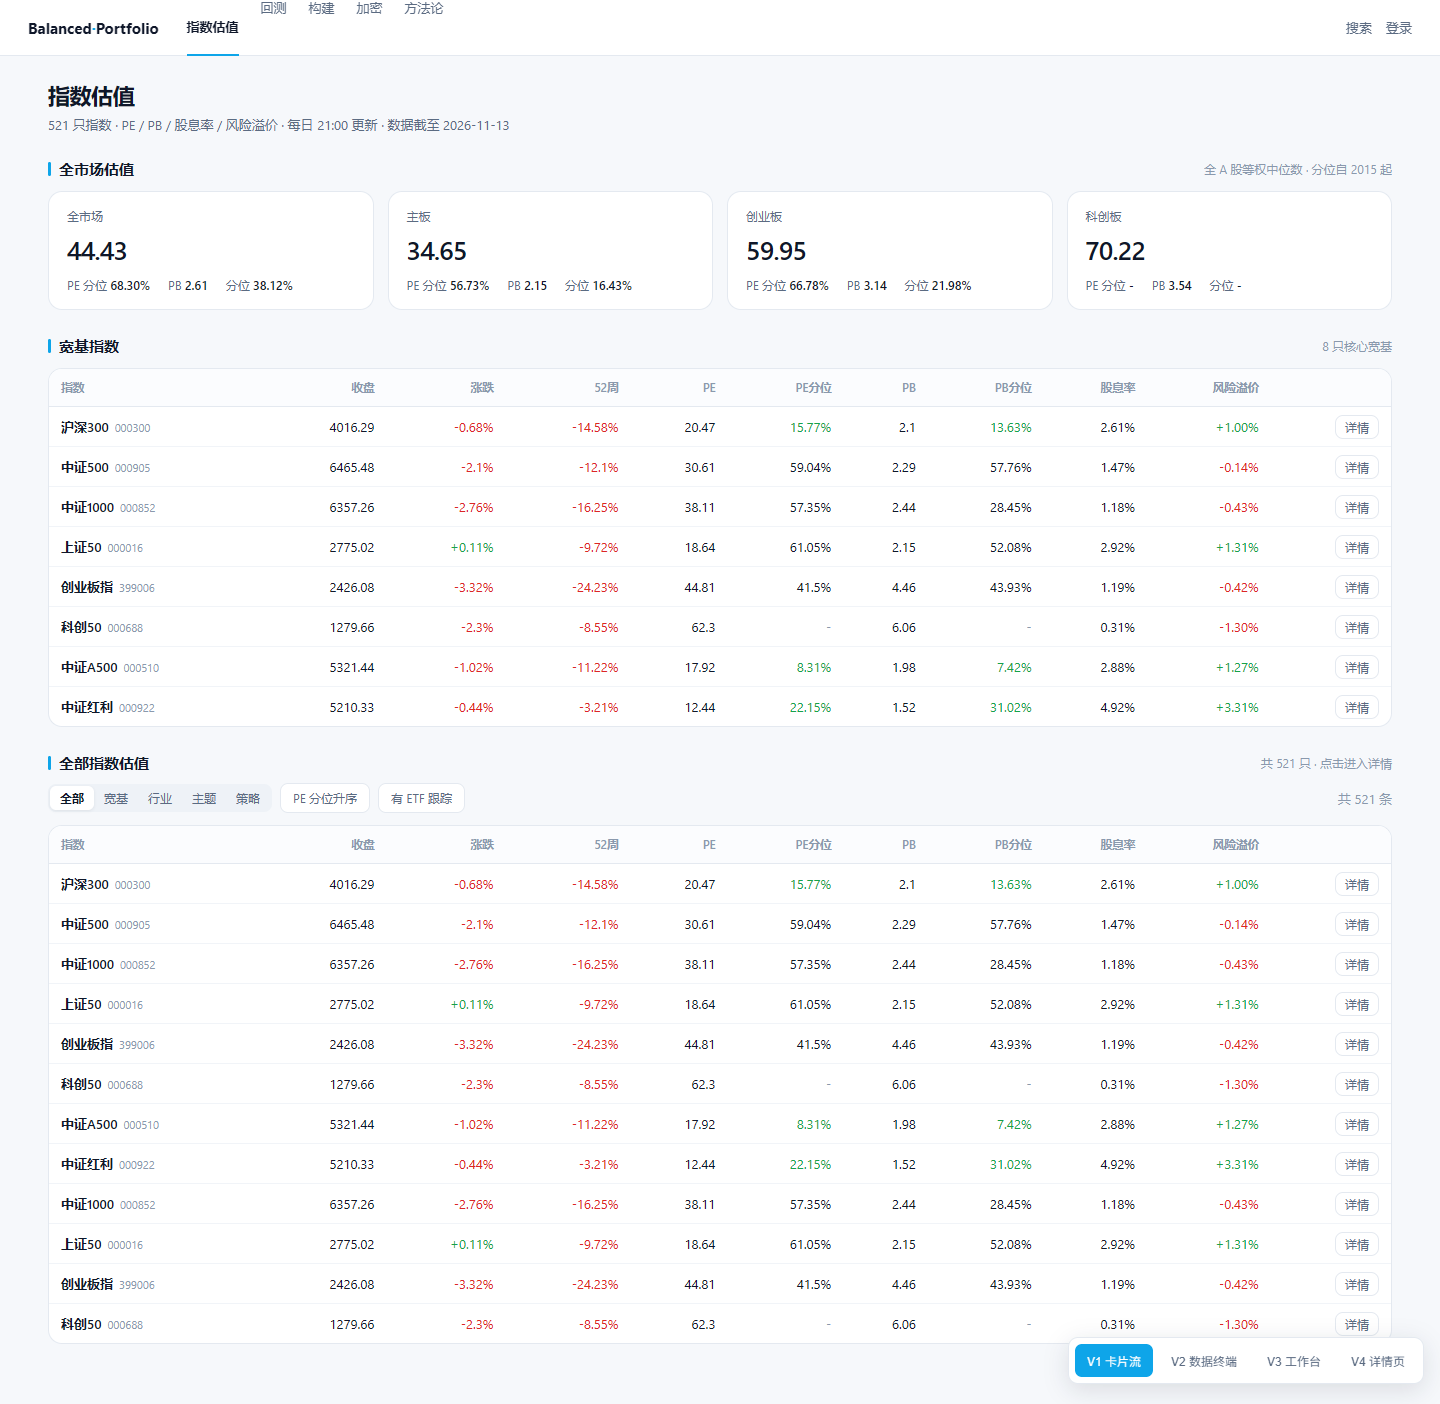 Balanced·Portfolio 指数估值 回测 构建 加密 方法论 搜索 登录
指数估值
521 只指数 · PE / PB / 股息率 / 风险溢价 · 每日 21:00 更新 · 数据截至 2026-11-13
全市场估值 全 A 股等权中位数 · 分位自 2015 起
全市场 主板 创业板 科创板
44.43 34.65 59.95 70.22
PE 分位 68.30% PB 2.61 分位 38.12% PE 分位 56.73% PB 2.15 分位 16.43% PE 分位 66.78% PB 3.14 分位 21.98% PE 分位 - PB 3.54 分位 -
宽基指数 8 只核心宽基
指数 收盘 涨跌 52周 PE PE分位 PB PB分位 股息率 风险溢价
沪深300 000300 4016.29 -0.68% -14.58% 20.47 15.77% 2.1 13.63% 2.61% +1.00% 详情
中证500 000905 6465.48 -2.1% -12.1% 30.61 59.04% 2.29 57.76% 1.47% -0.14% 详情
中证1000 000852 6357.26 -2.76% -16.25% 38.11 57.35% 2.44 28.45% 1.18% -0.43% 详情
上证50 000016 2775.02 +0.11% -9.72% 18.64 61.05% 2.15 52.08% 2.92% +1.31% 详情
创业板指 399006 2426.08 -3.32% -24.23% 44.81 41.5% 4.46 43.93% 1.19% -0.42% 详情
科创50 000688 1279.66 -2.3% -8.55% 62.3 - 6.06 - 0.31% -1.30% 详情
中证A500 000510 5321.44 -1.02% -11.22% 17.92 8.31% 1.98 7.42% 2.88% +1.27% 详情
中证红利 000922 5210.33 -0.44% -3.21% 12.44 22.15% 1.52 31.02% 4.92% +3.31% 详情
全部指数估值 共 521 只 · 点击进入详情
全部 宽基 行业 主题 策略 PE 分位升序 有 ETF 跟踪 共 521 条
指数 收盘 涨跌 52周 PE PE分位 PB PB分位 股息率 风险溢价
沪深300 000300 4016.29 -0.68% -14.58% 20.47 15.77% 2.1 13.63% 2.61% +1.00% 详情
中证500 000905 6465.48 -2.1% -12.1% 30.61 59.04% 2.29 57.76% 1.47% -0.14% 详情
中证1000 000852 6357.26 -2.76% -16.25% 38.11 57.35% 2.44 28.45% 1.18% -0.43% 详情
上证50 000016 2775.02 +0.11% -9.72% 18.64 61.05% 2.15 52.08% 2.92% +1.31% 详情
创业板指 399006 2426.08 -3.32% -24.23% 44.81 41.5% 4.46 43.93% 1.19% -0.42% 详情
科创50 000688 1279.66 -2.3% -8.55% 62.3 - 6.06 - 0.31% -1.30% 详情
中证A500 000510 5321.44 -1.02% -11.22% 17.92 8.31% 1.98 7.42% 2.88% +1.27% 详情
中证红利 000922 5210.33 -0.44% -3.21% 12.44 22.15% 1.52 31.02% 4.92% +3.31% 详情
中证1000 000852 6357.26 -2.76% -16.25% 38.11 57.35% 2.44 28.45% 1.18% -0.43% 详情
上证50 000016 2775.02 +0.11% -9.72% 18.64 61.05% 2.15 52.08% 2.92% +1.31% 详情
创业板指 399006 2426.08 -3.32% -24.23% 44.81 41.5% 4.46 43.93% 1.19% -0.42% 详情
科创50 000688 1279.66 -2.3% -8.55% 62.3 - 6.06 - 0.31% -1.30% 详情
V1 卡片流 V2 数据终端 V3 工作台 V4 详情页